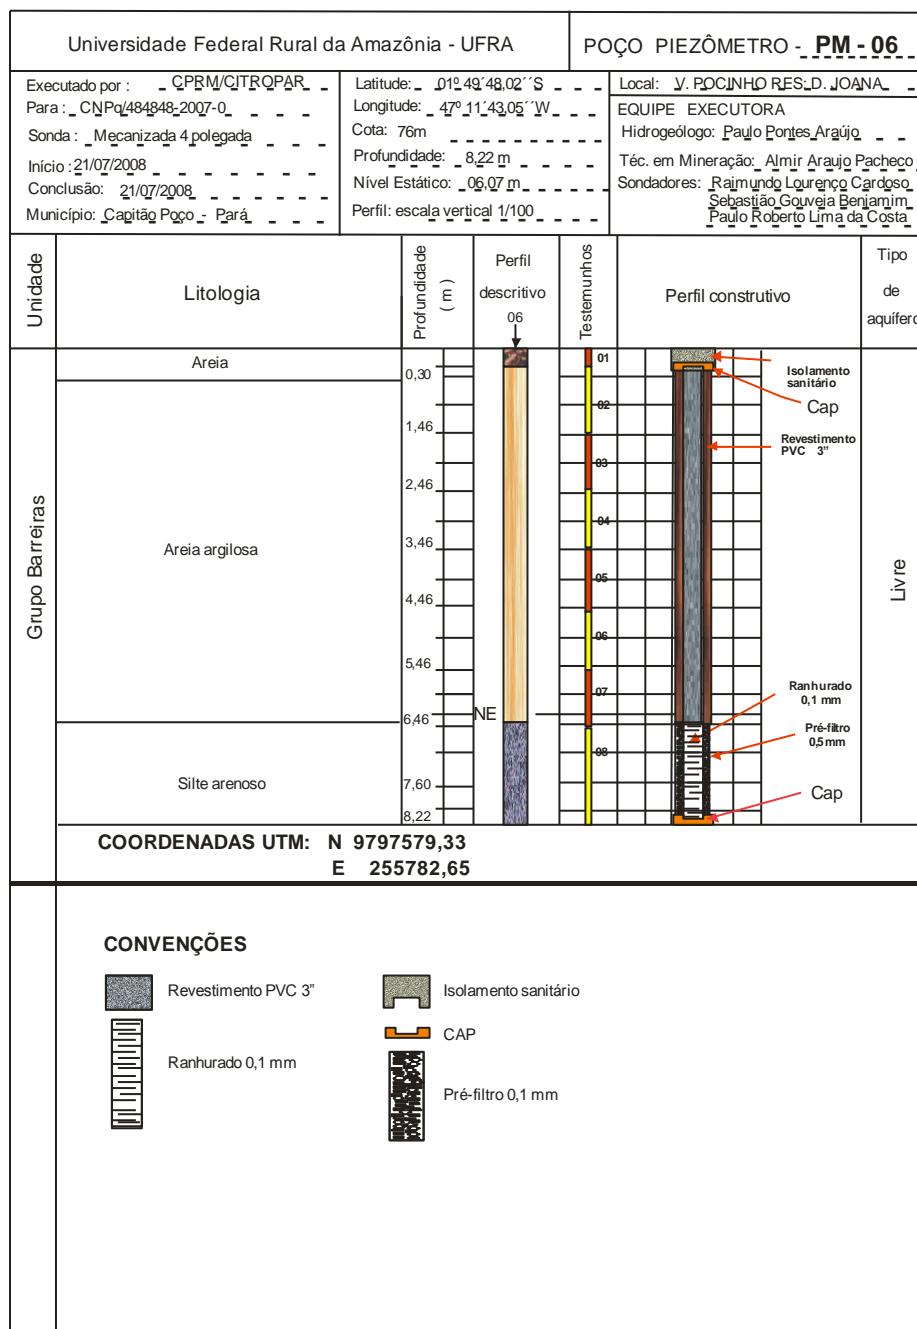 Universidade Federal Rural da Amazônia - UFRA
POÇO PIEZÔMETRO - PM - 06
Executado por : CPRM/CITROPAR
Para : CNPq/484848-2007-0
Sonda : Mecanizada 4 polegada
Início : 21/07/2008
Conclusão: 21/07/2008
Município: Capitão Poço - Pará
Latitude: 01º 49´48,02´´S
Longitude: 47º 11´43,05´´W
Cota: 76m
Profundidade: 8,22 m
Nível Estático: 06,07 m
Perfil: escala vertical 1/100
Local: V. POCINHO RES: D. JOANA
EQUIPE EXECUTORA
Hidrogeólogo: Paulo Pontes Araújo
Téc. em Mineração: Almir Araujo Pacheco
Sondadores: Raimundo Lourenço Cardoso
Sebastião Gouveia Benjamim
Paulo Roberto Lima da Costa
Unidade
Litologia
Profundidade
( m )
Perfil
descritivo
06
Testemunhos
Perfil construtivo
Tipo
de
aquífero
Grupo Barreiras
Areia
Areia argilosa
Silte arenoso
0,30
1,46
2,46
3,46
4,46
5,46
6,46
7,60
8,22
NE
01
02
03
04
05
06
07
08
Isolamento
sanitário
Cap
Revestimento
PVC 3”
Ranhurado
0,1 mm
Pré-filtro
0,5 mm
Cap
Livre
COORDENADAS UTM: N 9797579,33
E 255782,65
CONVENÇÕES
Revestimento PVC 3”
Ranhurado 0,1 mm
Isolamento sanitário
CAP
Pré-filtro 0,1 mm